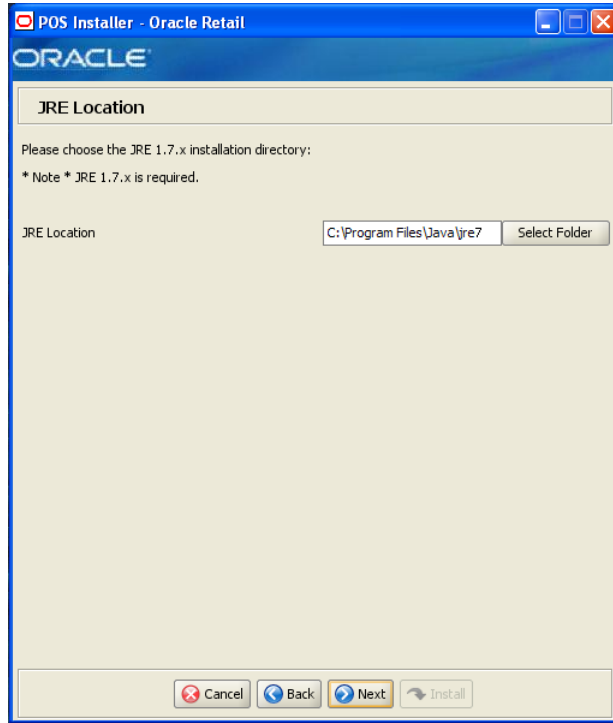 POS Installer - Oracle Retail
ORACLE
JRE Location
Please choose the JRE 1.7.x installation directory:
* Note * JRE 1.7.x is required.
JRE Location C:\Program Files\Java\jre7 Select Folder
Cancel Back Next Install